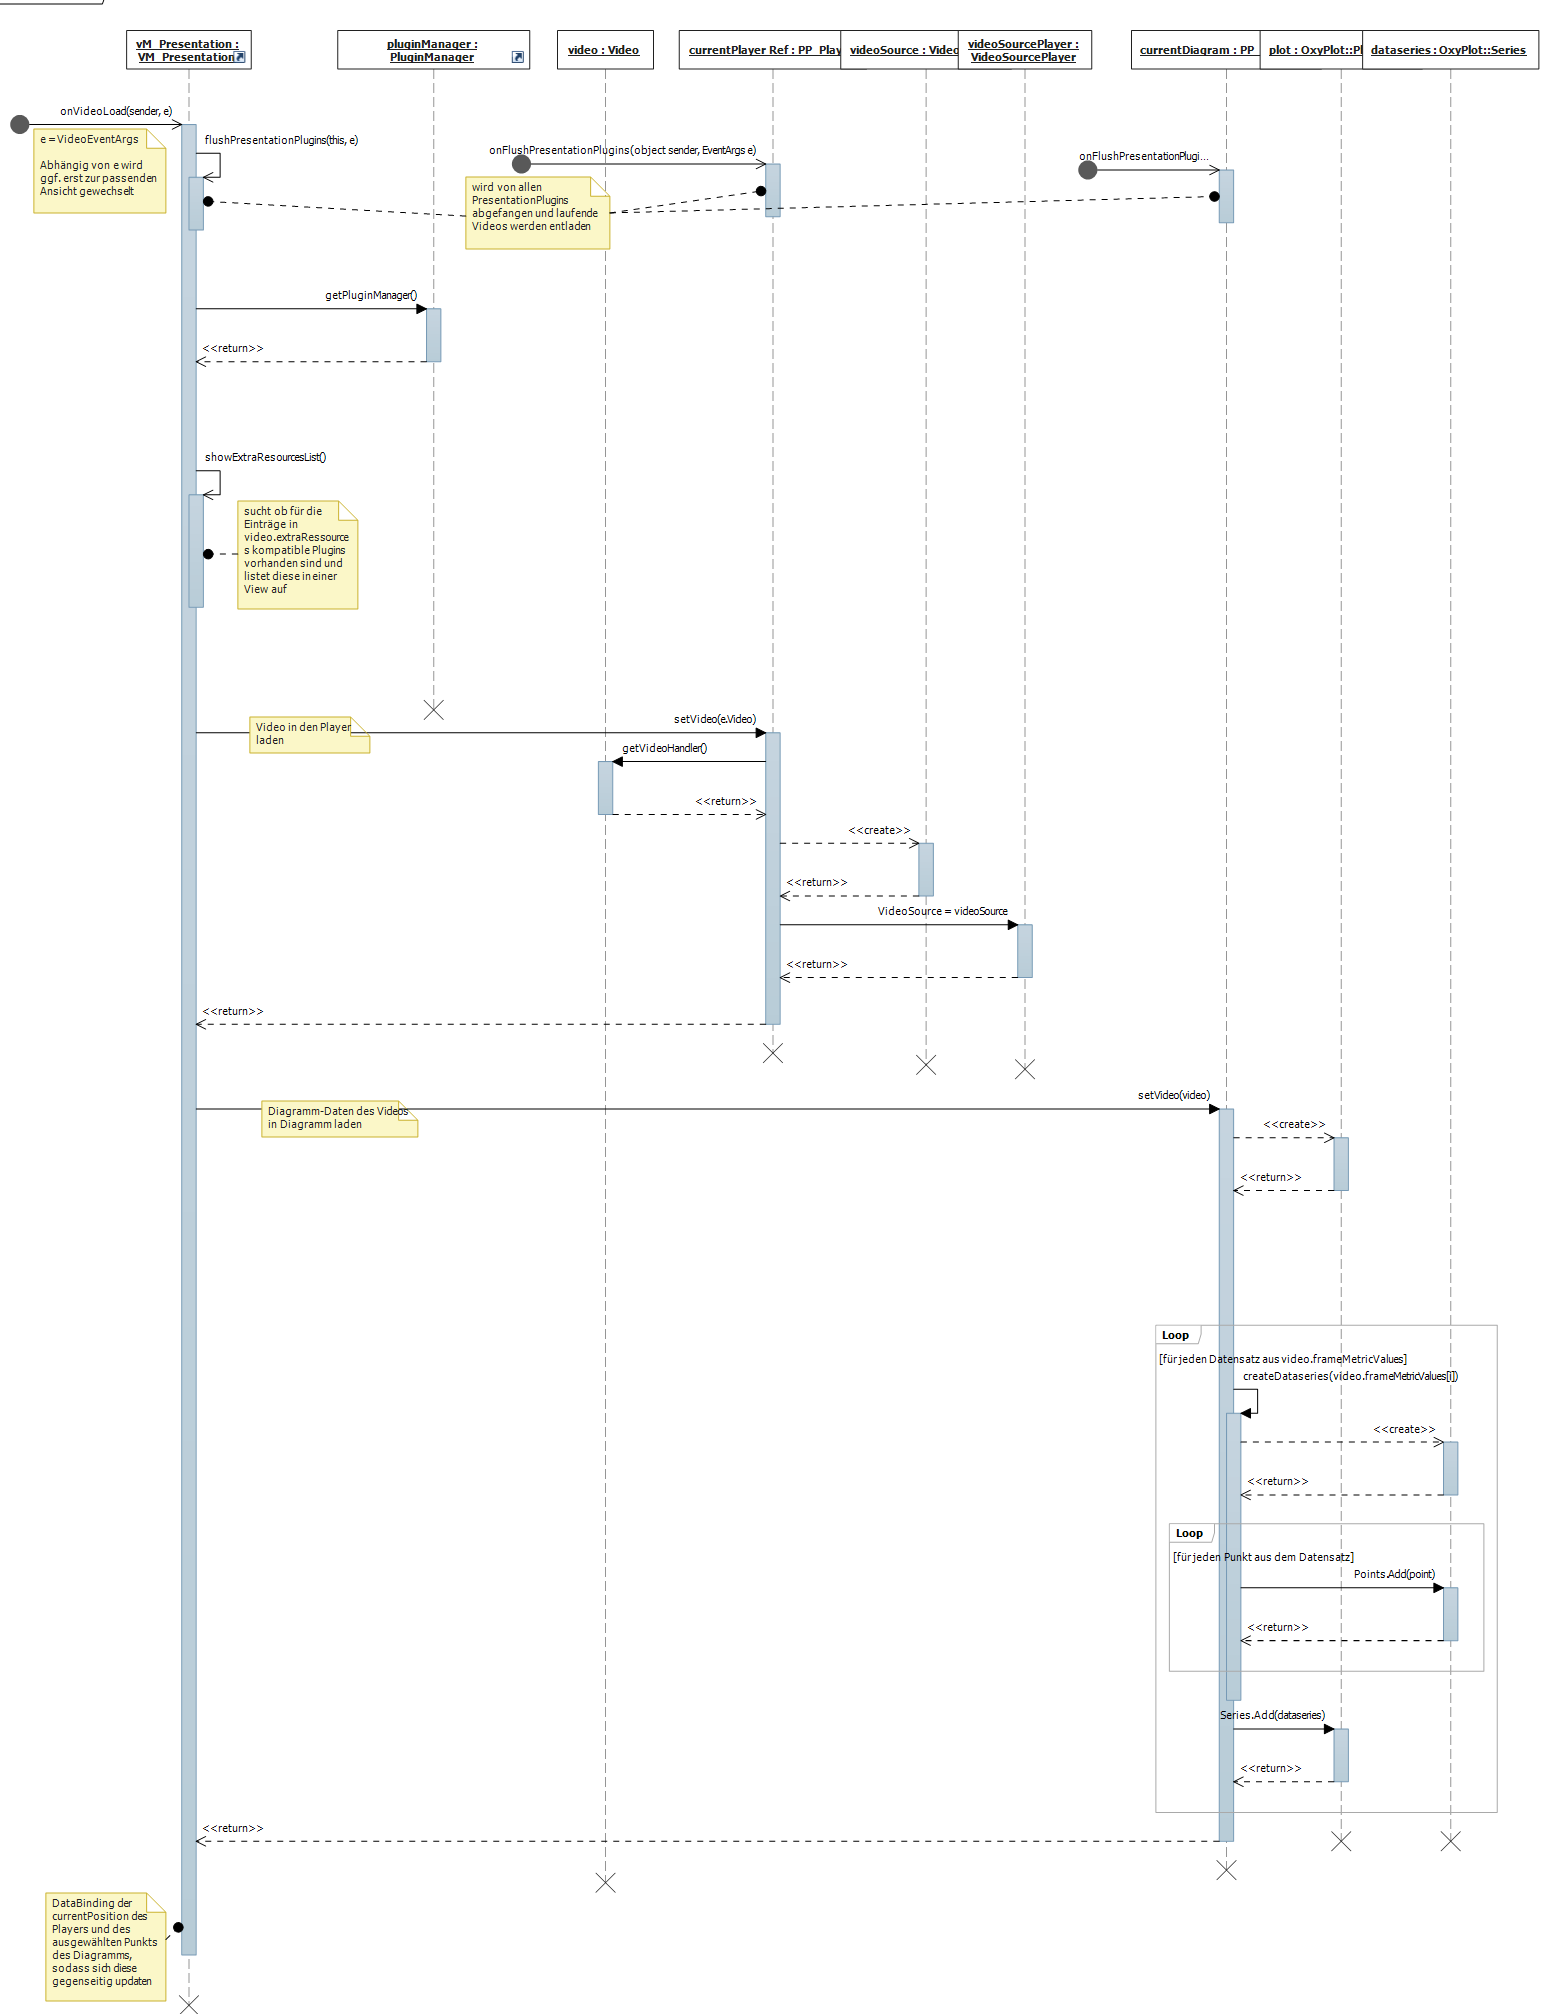 vM_Presentation :
VM_Presentation
pluginManager :
PluginManager
video : Video
currentPlayer Ref : PP_Play
videoSource : Video
videoSourcePlayer :
VideoSourcePlayer
currentDiagram : PP
plot : OxyPlot::Pl
dataseries : OxyPlot::Series
onVideoLoad(sender, e)
e = VideoEventArgs
Abhängig von e wird
ggf. erst zur passenden
Ansicht gewechselt
flushPresentationPlugins(this, e)
onFlushPresentationPlugins(object sender, EventArgs e)
onFlushPresentationPlugi...
wird von allen
PresentationPlugins
abgefangen und laufende
Videos werden entladen
getPluginManager()
<<return>>
showExtraResourcesList()
sucht ob für die
Einträge in
video.extraRessource
s kompatible Plugins
vorhanden sind und
listet diese in einer
View auf
setVideo(e.Video)
Video in den Player
laden
getVideoHandler()
<<return>>
<<create>>
<<return>>
VideoSource = videoSource
<<return>>
<<return>>
setVideo(video)
Diagramm-Daten des Videos
in Diagramm laden
<<create>>
<<return>>
Loop
[für jeden Datensatz aus video.frameMetricValues]
createDataseries(video.frameMetricValues[i])
<<create>>
<<return>>
Loop
[für jeden Punkt aus dem Datensatz]
Points.Add(point)
<<return>>
Series.Add(dataseries)
<<return>>
<<return>>
DataBinding der
currentPosition des
Players und des
ausgewählten Punkts
des Diagramms,
sodass sich diese
gegenseitig updaten